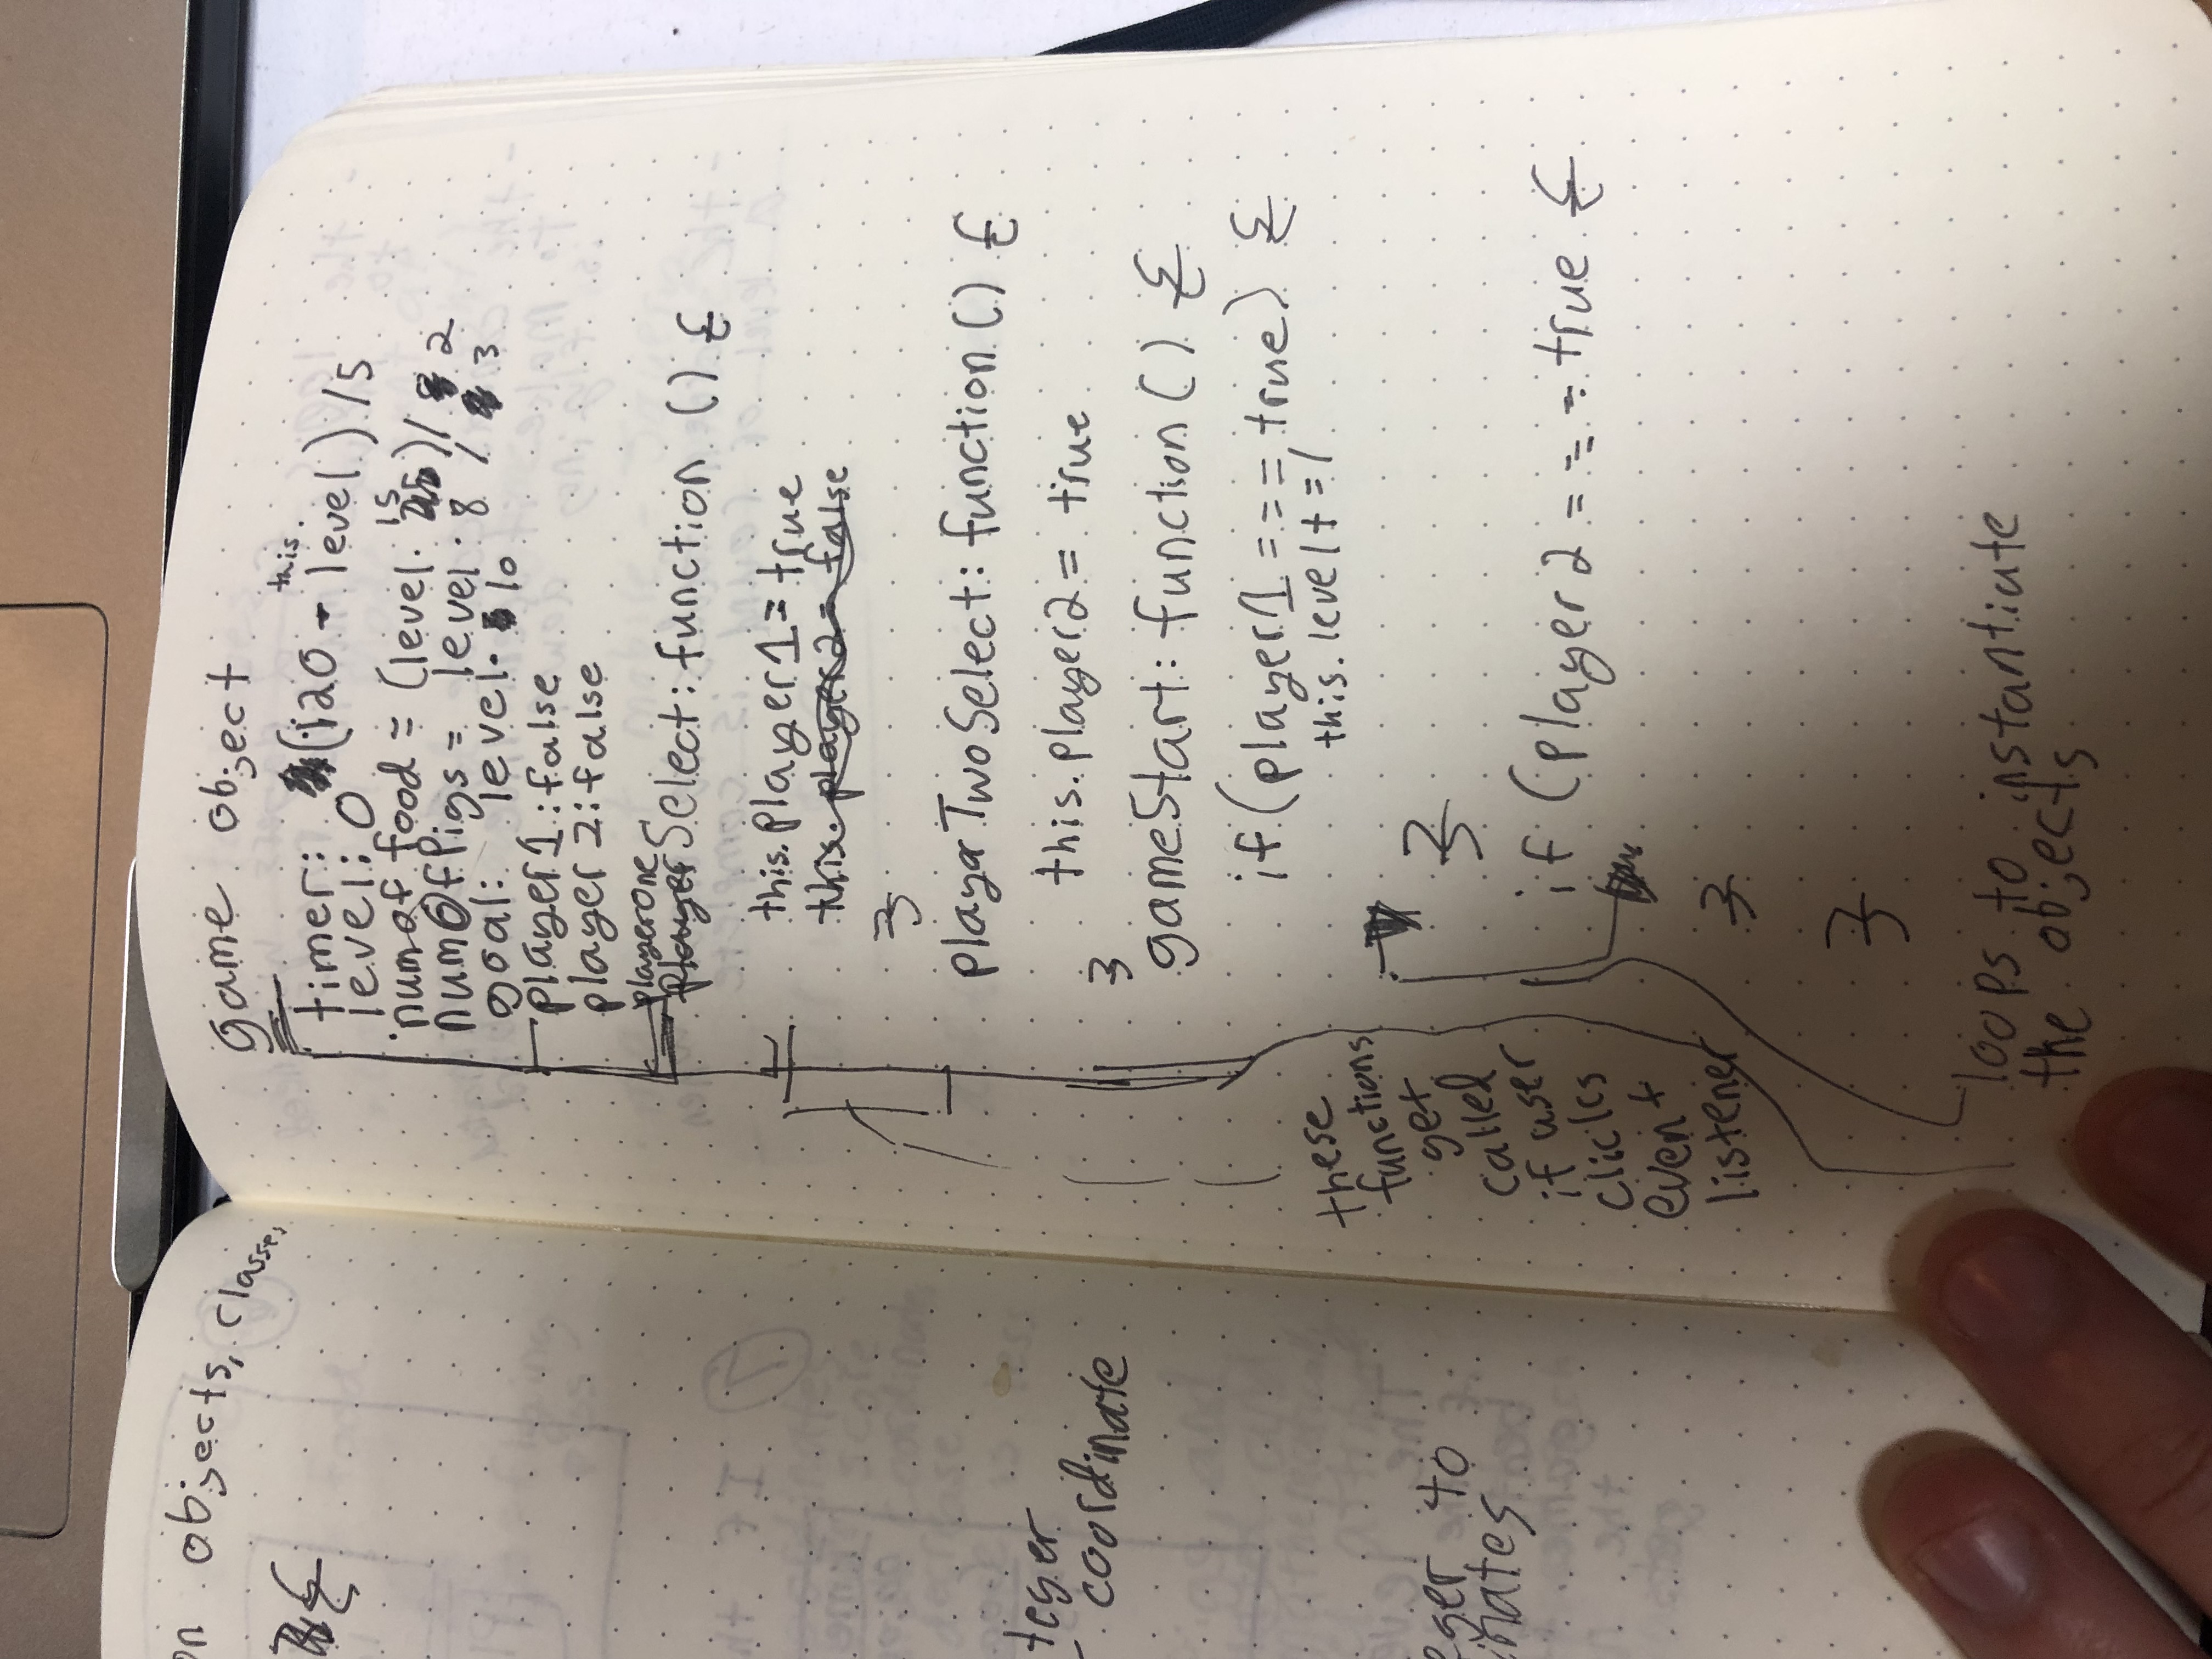 on objects, classes
{
teger
coordinate
eger to
inates
game object
timer: (120 - this.level) /5
level: 0
numof food = (level · 15)/ 2
numOfPigs = level · 8 / 3
goal: level · 10
player1: false
player 2: false
playerOne
player Select: function () {
this.player1 = true
this.player2 = false
}
playerTwoSelect: function () {
this.player2 = true
}
gameStart: function () {
if (player1 === true) {
this.level += 1
}
if (player2 === true {
}
}
these
functions
get
called
if user
clicks
event
listener
loops to instantiate
the objects